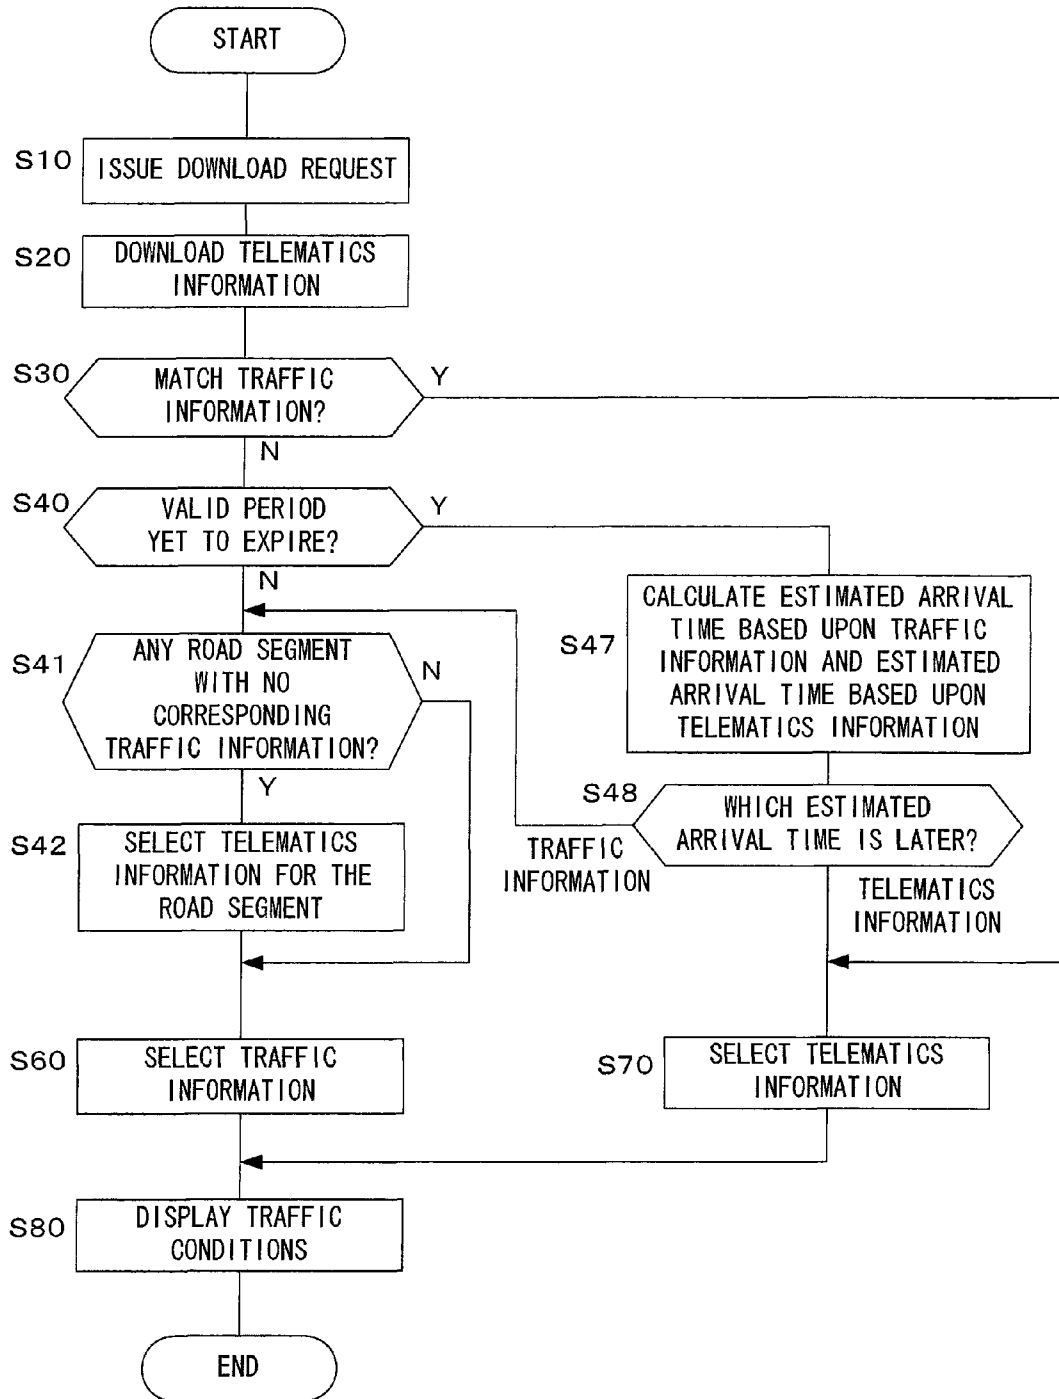 START
S10
ISSUE DOWNLOAD REQUEST
S20
DOWNLOAD TELEMATICS
INFORMATION
S30
MATCH TRAFFIC
INFORMATION?
Y
N
S40
VALID PERIOD
YET TO EXPIRE?
Y
N
S41
ANY ROAD SEGMENT
WITH NO
CORRESPONDING
TRAFFIC INFORMATION?
N
Y
S47
CALCULATE ESTIMATED ARRIVAL
TIME BASED UPON TRAFFIC
INFORMATION AND ESTIMATED
ARRIVAL TIME BASED UPON
TELEMATICS INFORMATION
S48
WHICH ESTIMATED
ARRIVAL TIME IS LATER?
TRAFFIC
INFORMATION
TELEMATICS
INFORMATION
S42
SELECT TELEMATICS
INFORMATION FOR THE
ROAD SEGMENT
S60
SELECT TRAFFIC
INFORMATION
S70
SELECT TELEMATICS
INFORMATION
S80
DISPLAY TRAFFIC
CONDITIONS
END